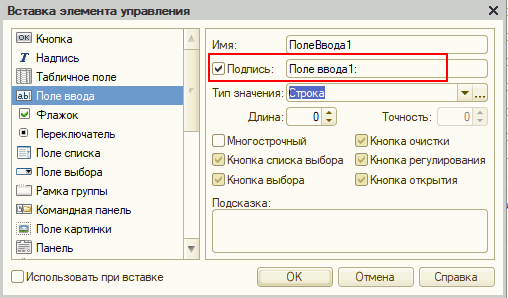 Вставка элемента управления
OK Кнопка
Надпись
Табличное поле
ab Поле ввода
Флажок
Переключатель
Поле списка
Поле выбора
Рамка группы
Командная панель
Поле картинки
Панель
Использовать при вставке
Имя: ПолеВвода1
Подпись: Поле ввода1:
Тип значения: Строка ...
Длина: 0 Точность: 0
Многострочный Кнопка очистки
Кнопка списка выбора Кнопка регулирования
Кнопка выбора Кнопка открытия
Подсказка:
OK Отмена Справка